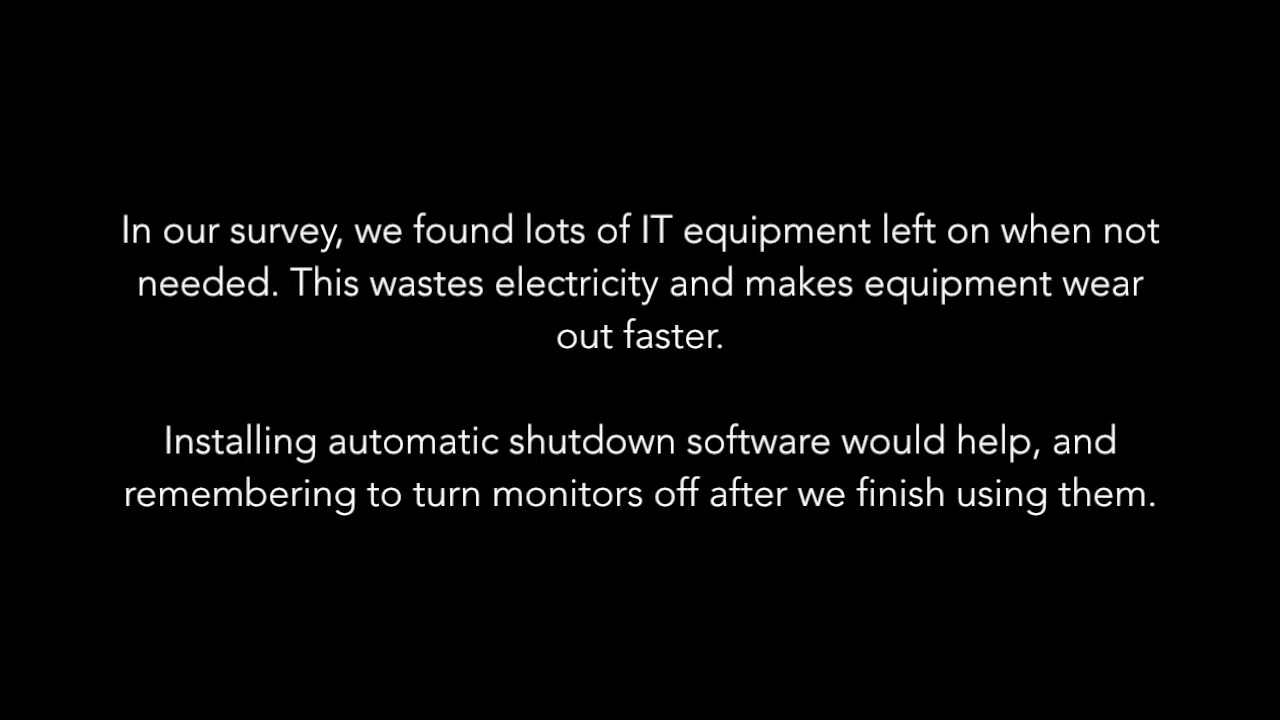 In our survey, we found lots of IT equipment left on when not
needed. This wastes electricity and makes equipment wear
out faster.
Installing automatic shutdown software would help, and
remembering to turn monitors off after we finish using them.